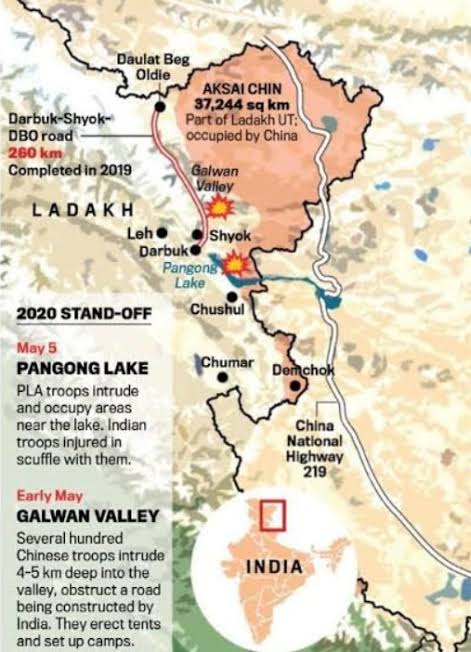 Daulat Beg
Oldie
AKSAI CHIN
37,244 sq km
Part of Ladakh UT;
occupied by China
Darbuk-Shyok-
DBO road
260 km
Completed in 2019
Galwan
Valley
LADAKH
Leh
Shyok
Darbuk
Pangong
Lake
Chushul
2020 STAND-OFF
May 5
PANGONG LAKE
PLA troops intrude
and occupy areas
near the lake. Indian
troops injured in
scuffle with them.
Chumar
Demchok
China
National
Highway
219
Early May
GALWAN VALLEY
Several hundred
Chinese troops intrude
4-5 km deep into the
valley, obstruct a road
being constructed by
India. They erect tents
and set up camps.
INDIA